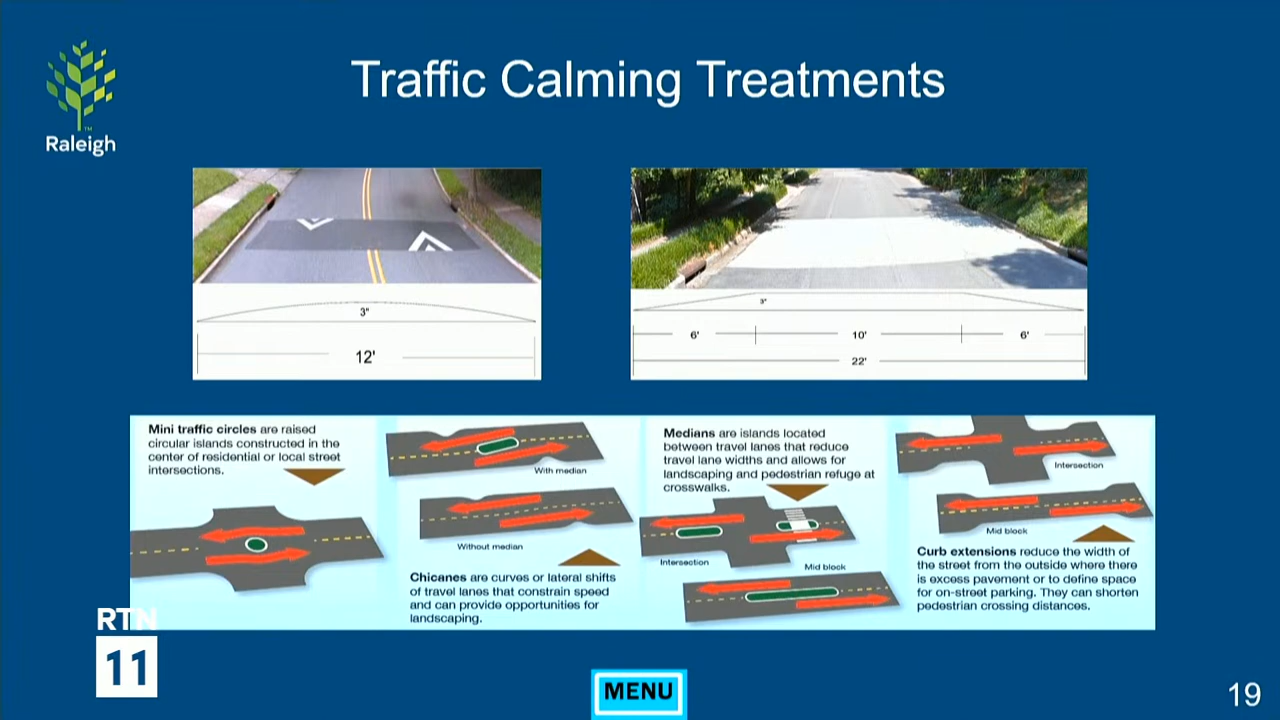 Traffic Calming Treatments
™
Raleigh
3"
12'
3"
6'
10'
6'
22'
Mini traffic circles are raised
circular islands constructed in the
center of residential or local street
intersections.
With median
Without median
Chicanes are curves or lateral shifts
of travel lanes that constrain speed
and can provide opportunities for
landscaping.
Medians are islands located
between travel lanes that reduce
travel lane widths and allows for
landscaping and pedestrian refuge at
crosswalks.
Intersection
Mid block
Intersection
Mid block
Curb extensions reduce the width of
the street from the outside where there
is excess pavement or to define space
for on-street parking. They can shorten
pedestrian crossing distances.
RTN
11
MENU
19